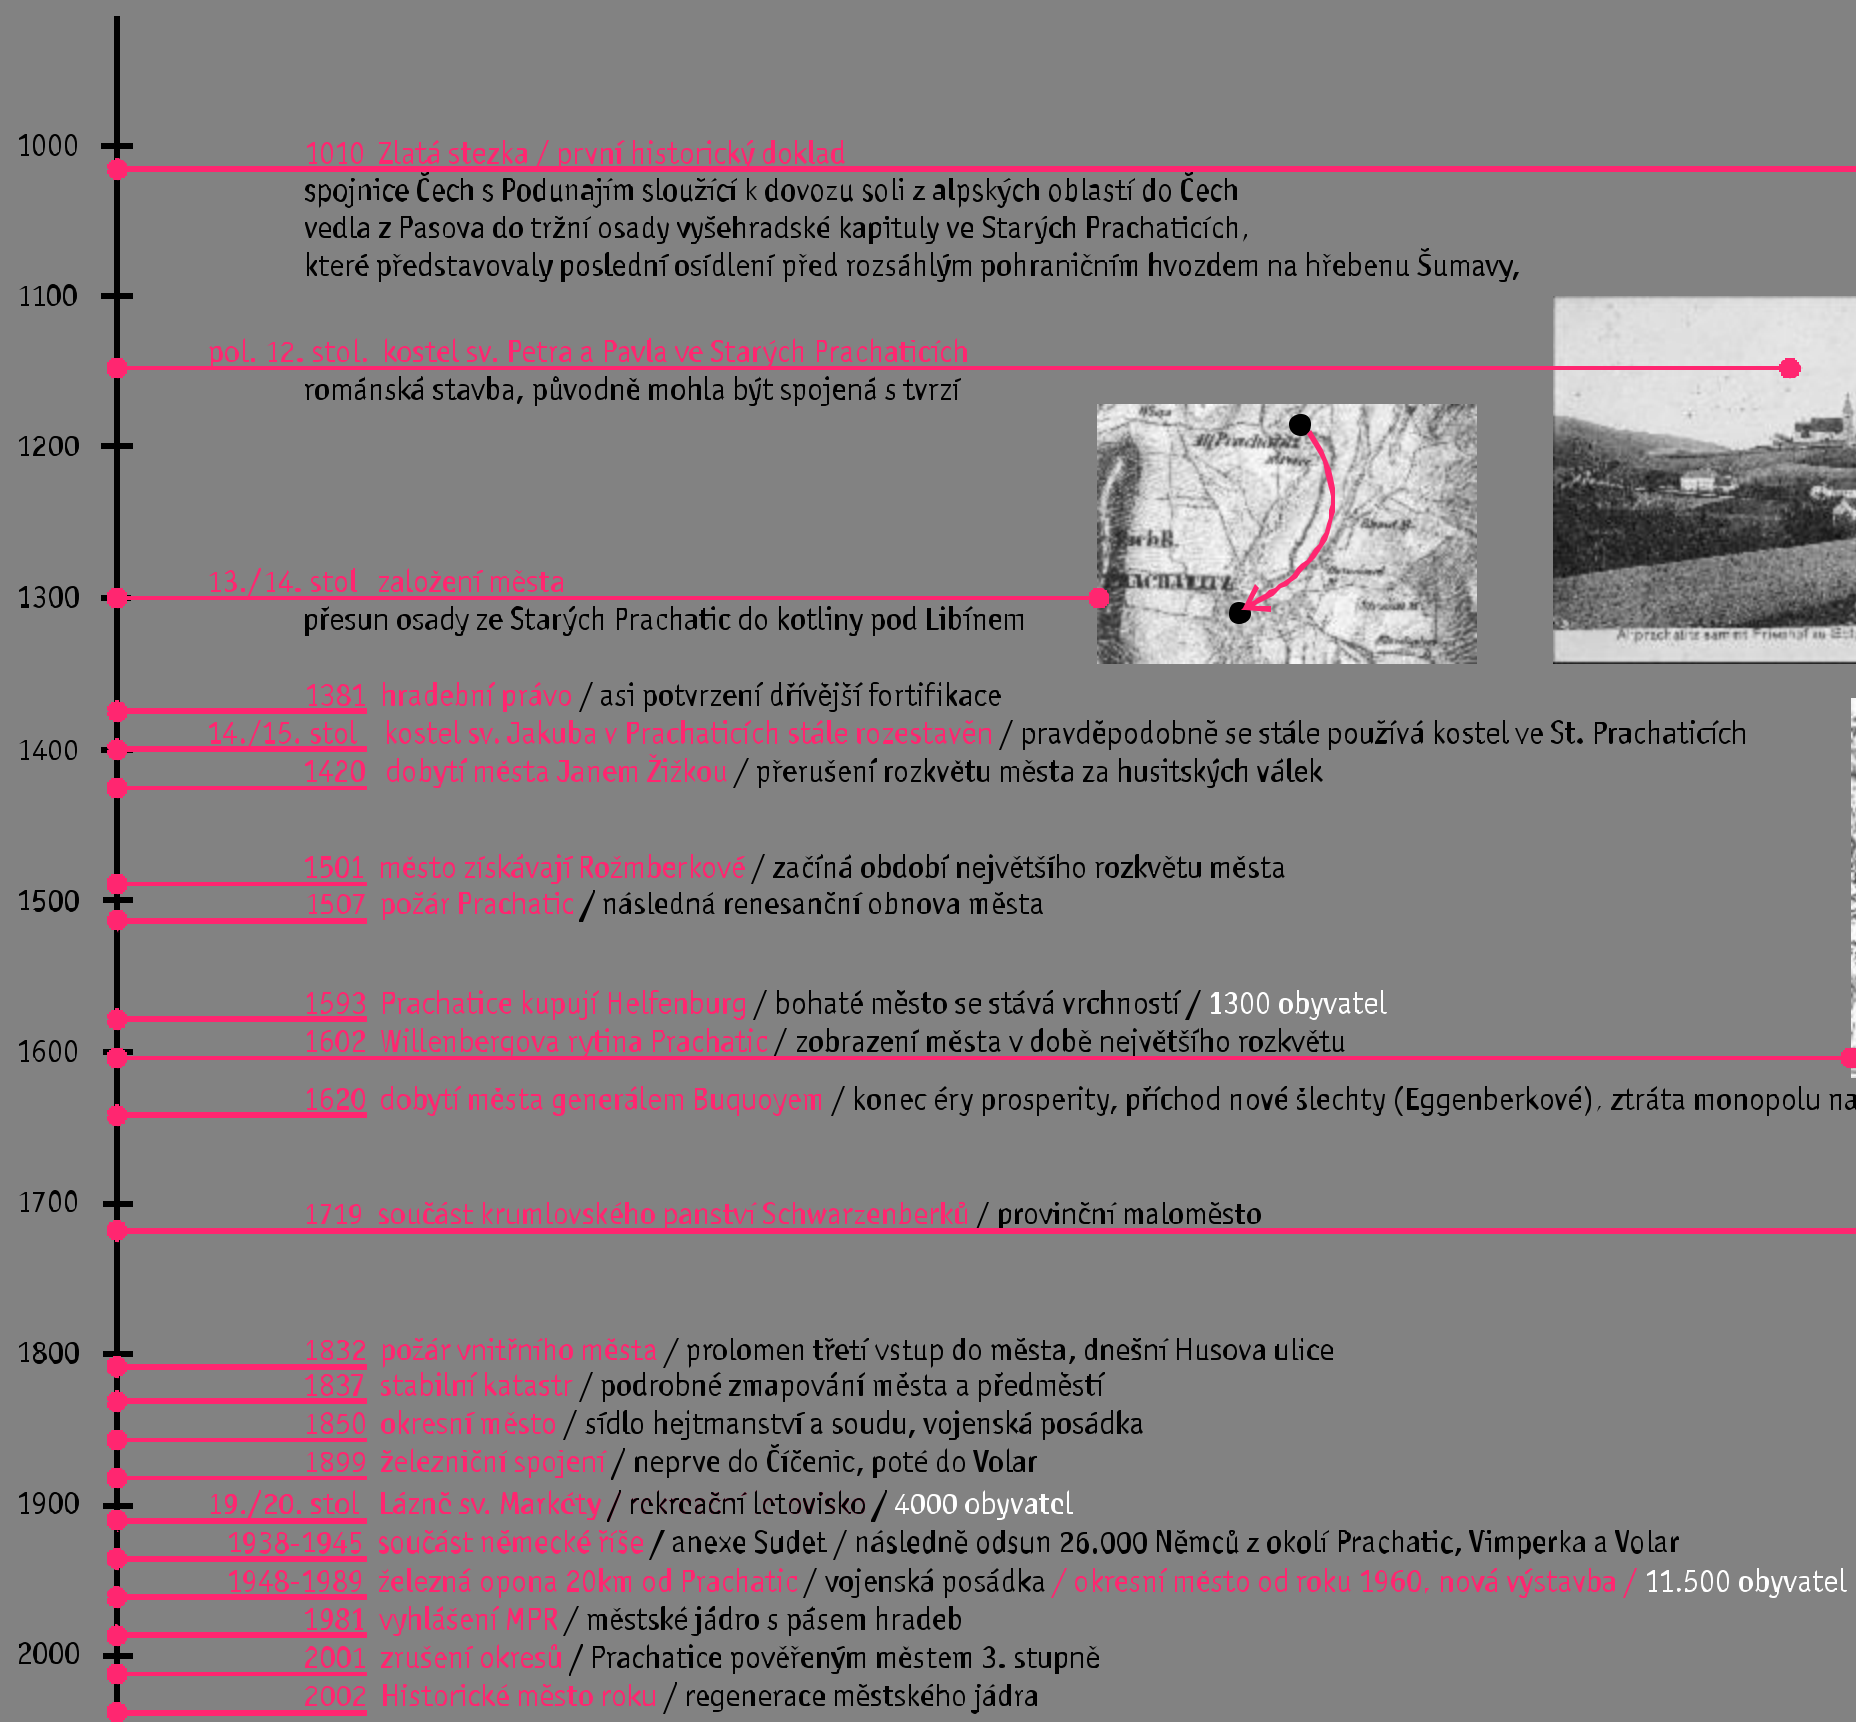 1000
1010 Zlatá stezka / první historický doklad
spojnice Čech s Podunajím sloužící k dovozu soli z alpských oblastí do Čech
vedla z Pasova do tržní osady vyšehradské kapituly ve Starých Prachaticích,
které představovaly poslední osídlení před rozsáhlým pohraničním hvozdem na hřebenu Šumavy,
1100
pol. 12. stol. kostel sv. Petra a Pavla ve Starých Prachaticích
románská stavba, původně mohla být spojená s tvrzí
1200
13./14. stol založení města
1300
přesun osady ze Starých Prachatic do kotliny pod Libínem
1381 hradební právo / asi potvrzení dřívější fortifikace
14./15. stol kostel sv. Jakuba v Prachaticích stále rozestavěn / pravděpodobně se stále používá kostel ve St. Prachaticích
1400
1420 dobytí města Janem Žižkou / přerušení rozkvětu města za husitských válek
1501 město získávají Rožmberkové / začíná období největšího rozkvětu města
1500
1507 požár Prachatic / následná renesanční obnova města
1593 Prachatice kupují Helfenburg / bohaté město se stává vrchností / 1300 obyvatel
1600
1602 Willenbergova rytina Prachatic / zobrazení města v době největšího rozkvětu
1620 dobytí města generálem Buquoyem / konec éry prosperity, příchod nové šlechty (Eggenberkové), ztráta monopolu na
1700
1719 součást krumlovského panství Schwarzenberků / provinční maloměsto
1800
1832 požár vnitřního města / prolomen třetí vstup do města, dnešní Husova ulice
1837 stabilní katastr / podrobné zmapování města a předměstí
1850 okresní město / sídlo hejtmanství a soudu, vojenská posádka
1899 železniční spojení / neprve do Číčenic, poté do Volar
1900
19./20. stol Lázně sv. Markéty / rekreační letovisko / 4000 obyvatel
1938-1945 součást německé říše / anexe Sudet / následně odsun 26.000 Němců z okolí Prachatic, Vimperka a Volar
1948-1989 železná opona 20km od Prachatic / vojenská posádka / okresní město od roku 1960, nová výstavba / 11.500 obyvatel
1981 vyhlášení MPR / městské jádro s pásem hradeb
2000
2001 zrušení okresů / Prachatice pověřeným městem 3. stupně
2002 Historické město roku / regenerace městského jádra